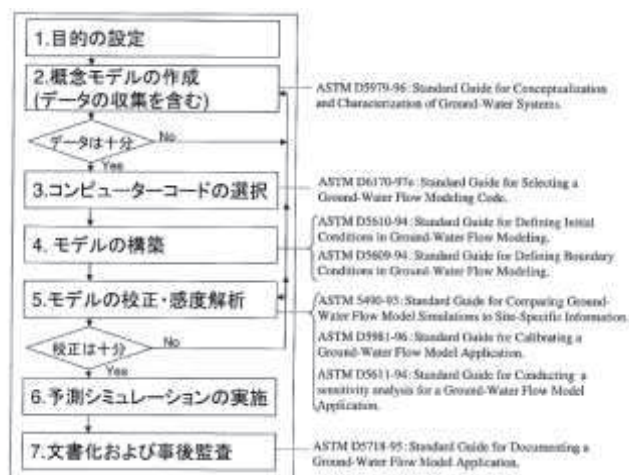 1.目的の設定
2.概念モデルの作成
(データの収集を含む)
ASTM D5979-96: Standard Guide for Conceptualization
and Characterization of Ground-Water Systems.
データは十分
No
Yes
3.コンピューターコードの選択
ASTM D6170-97e: Standard Guide for Selecting a
Ground-Water Flow Modeling Code.
4. モデルの構築
ASTM D5610-94: Standard Guide for Defining Initial
Conditions in Ground-Water Flow Modeling.
ASTM D5609-94: Standard Guide for Defining Boundary
Conditions in Ground-Water Flow Modeling.
5.モデルの校正・感度解析
ASTM 5490-93: Standard Guide for Comparing Ground-
Water Flow Model Simulations to Site-Specific Information.
ASTM D5981-96: Standard Guide for Calibrating a
Ground-Water Flow Model Application.
ASTM D5611-94: Standard Guide for Conducting a
sensitivity analysis for a Ground-Water Flow Model
Application.
校正は十分
No
Yes
6.予測シミュレーションの実施
7.文書化および事後監査
ASTM D5718-95: Standard Guide for Documenting a
Ground-Water Flow Model Application.